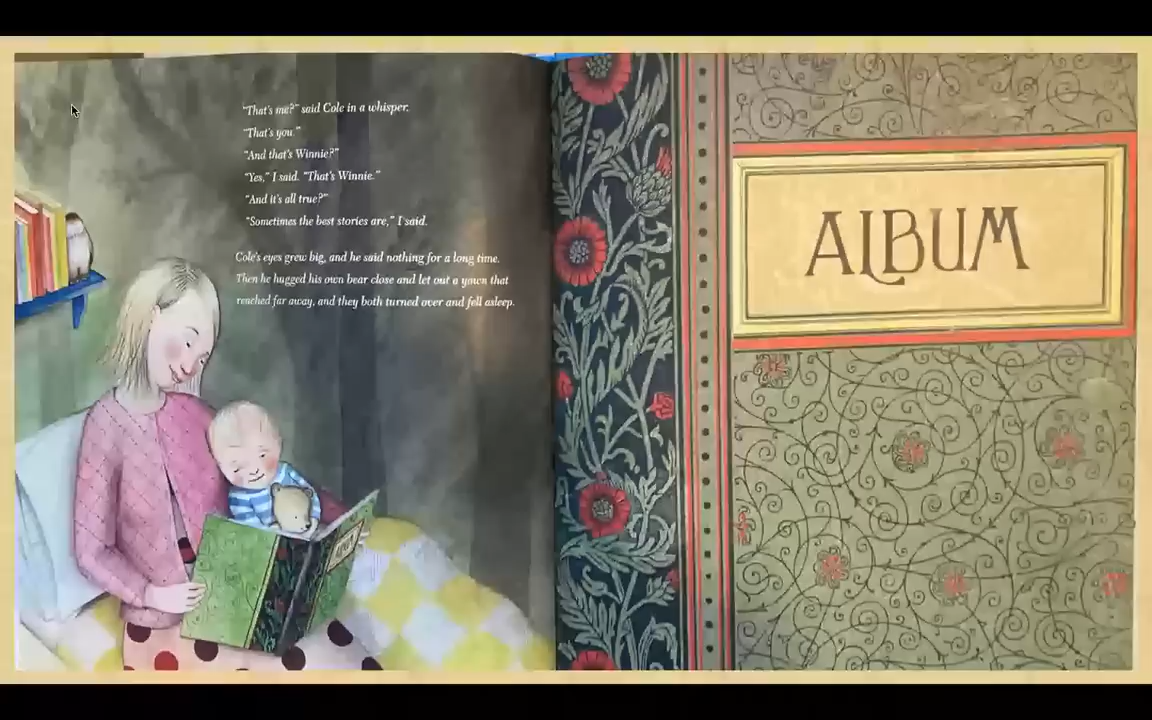 "That's me?" said Cole in a whisper.
"That's you."
"And that's Winnie?"
"Yes," I said. "That's Winnie."
"And it's all true?"
"Sometimes the best stories are," I said.
Cole's eyes grew big, and he said nothing for a long time.
Then he hugged his own bear close and let out a yawn that
reached far away, and they both turned over and fell asleep.
ALBUM
ALBUM